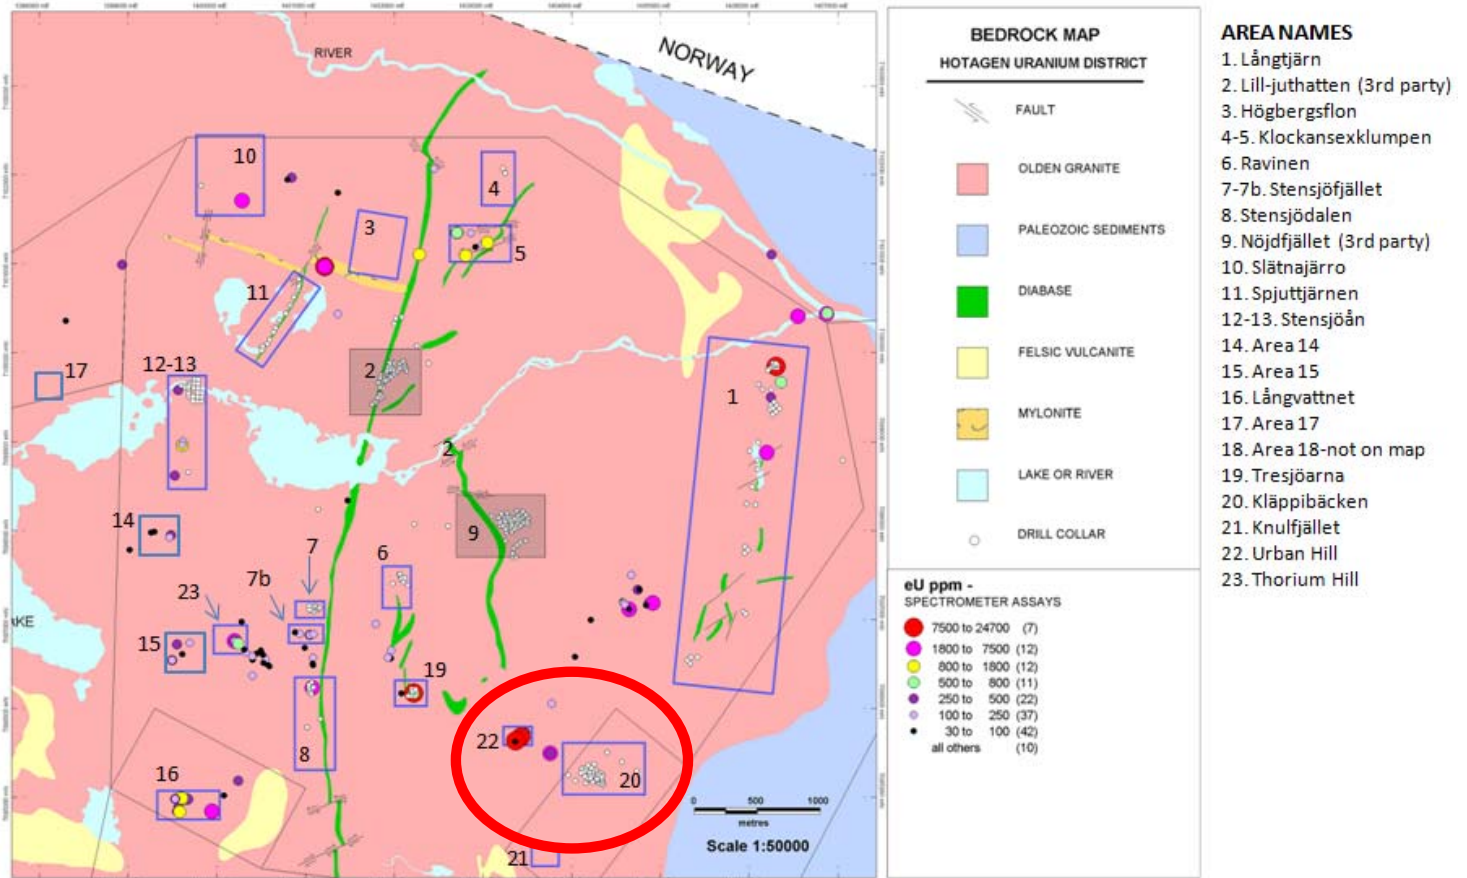 RIVER
NORWAY
10
4
3
5
11
17
12-13
2
1
2
14
9
7
6
7b
23
15
19
22
20
8
16
21
KE
0 500 1000
metres
Scale 1:50000
BEDROCK MAP
HOTAGEN URANIUM DISTRICT
FAULT
OLDEN GRANITE
PALEOZOIC SEDIMENTS
DIABASE
FELSIC VULCANITE
MYLONITE
LAKE OR RIVER
DRILL COLLAR
eU ppm -
SPECTROMETER ASSAYS
7500 to 24700 (7)
1800 to 7500 (12)
800 to 1800 (12)
500 to 800 (11)
250 to 500 (22)
100 to 250 (37)
30 to 100 (42)
all others (10)
AREA NAMES
1. Långtjärn
2. Lill-juthatten (3rd party)
3. Högbergsflon
4-5. Klockansexklumpen
6. Ravinen
7-7b. Stensjöfjället
8. Stensjödalen
9. Nöjdfjället (3rd party)
10. Slätnajärro
11. Spjuttjärnen
12-13. Stensjöån
14. Area 14
15. Area 15
16. Långvattnet
17. Area 17
18. Area 18-not on map
19. Tresjöarna
20. Kläppibäcken
21. Knulfjället
22. Urban Hill
23. Thorium Hill